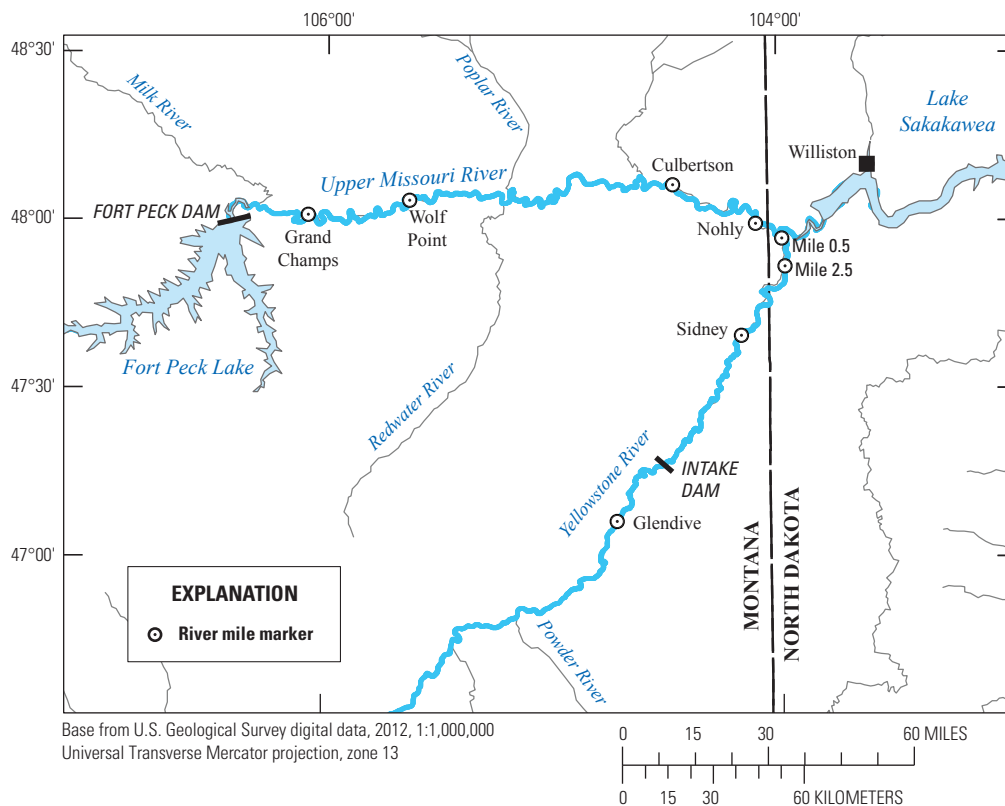 106°00'
104°00'
48°30'
48°00'
47°30'
47°00'
Milk River
Poplar River
Lake
Sakakawea
Williston
Culbertson
Upper Missouri River
FORT PECK DAM
Wolf
Point
Grand
Champs
Nohly
Mile 0.5
Mile 2.5
Sidney
Fort Peck Lake
Redwater River
Yellowstone River
INTAKE
DAM
Glendive
MONTANA
NORTH DAKOTA
Powder River
EXPLANATION
River mile marker
Base from U.S. Geological Survey digital data, 2012, 1:1,000,000
Universal Transverse Mercator projection, zone 13
0 15 30 60 MILES
0 15 30 60 KILOMETERS